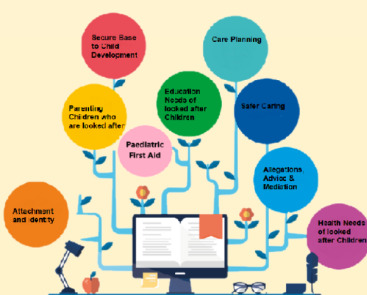 Secure Base
to Child
Development
Care Planning
Education
Needs of
looked after
Children
Safer Caring
Parenting
Children who
are looked after
Paediatric
First Aid
Allegations,
Advice &
Mediation
Attachment
and Identity
Health Needs
of looked
after Children